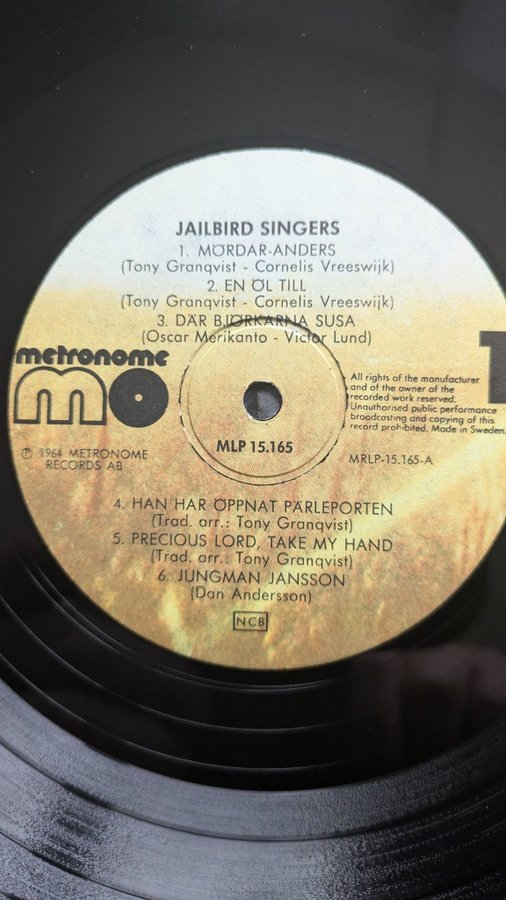 JAILBIRD SINGERS
1. MÖRDAR-ANDERS
(Tony Granqvist - Cornelis Vreeswijk)
2. EN ÖL TILL
(Tony Granqvist - Cornelis Vreeswijk)
3. DÄR BJÖRKARNA SUSA
(Oscar Merikanto - Victor Lund)
metronome
mo
1
All rights of the manufacturer
and of the owner of the
recorded work reserved.
Unauthorised public performance
broadcasting and copying of this
record prohibited. Made in Sweden.
MLP 15.165
℗ 1964 METRONOME
RECORDS AB
MRLP-15.165-A
4. HAN HAR ÖPPNAT PÄRLEPORTEN
(Trad. arr.: Tony Granqvist)
5. PRECIOUS LORD, TAKE MY HAND
(Trad. arr.: Tony Granqvist)
6. JUNGMAN JANSSON
(Dan Andersson)
NCB